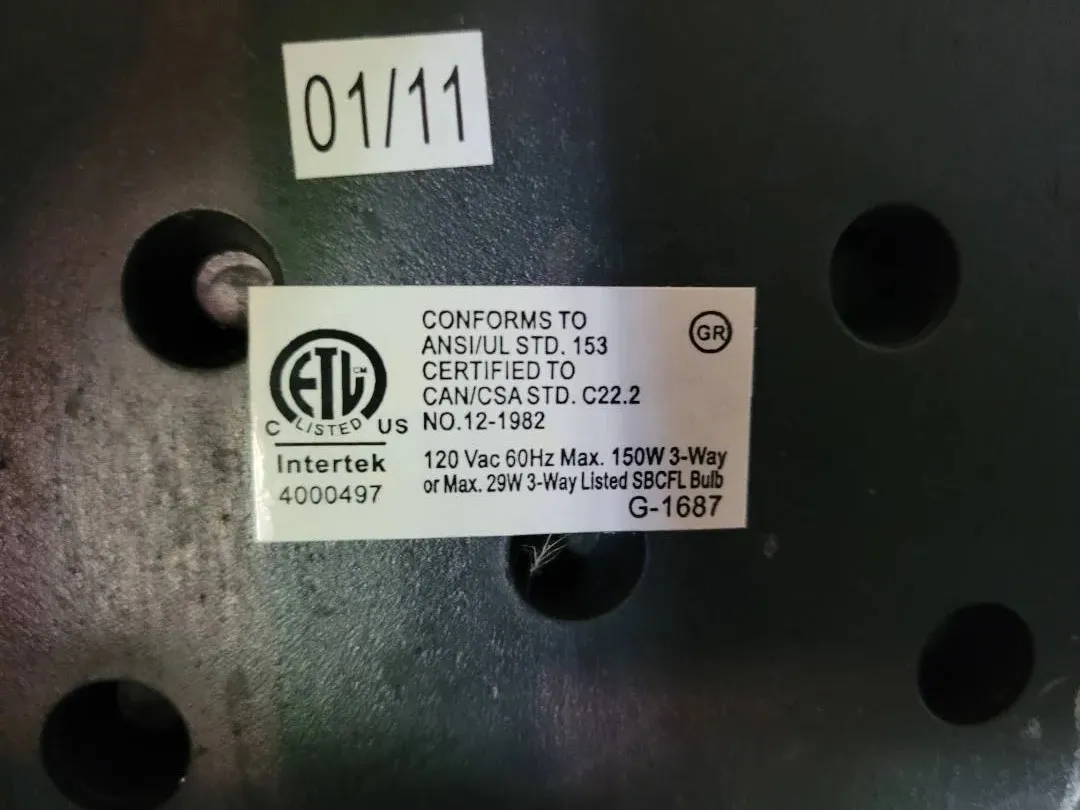 01/11
CONFORMS TO
ANSI/UL STD. 153
CERTIFIED TO
CAN/CSA STD. C22.2
NO.12-1982
GR
ETL CM
LISTED
C US
Intertek
4000497
120 Vac 60Hz Max. 150W 3-Way
or Max. 29W 3-Way Listed SBCFL Bulb
G-1687